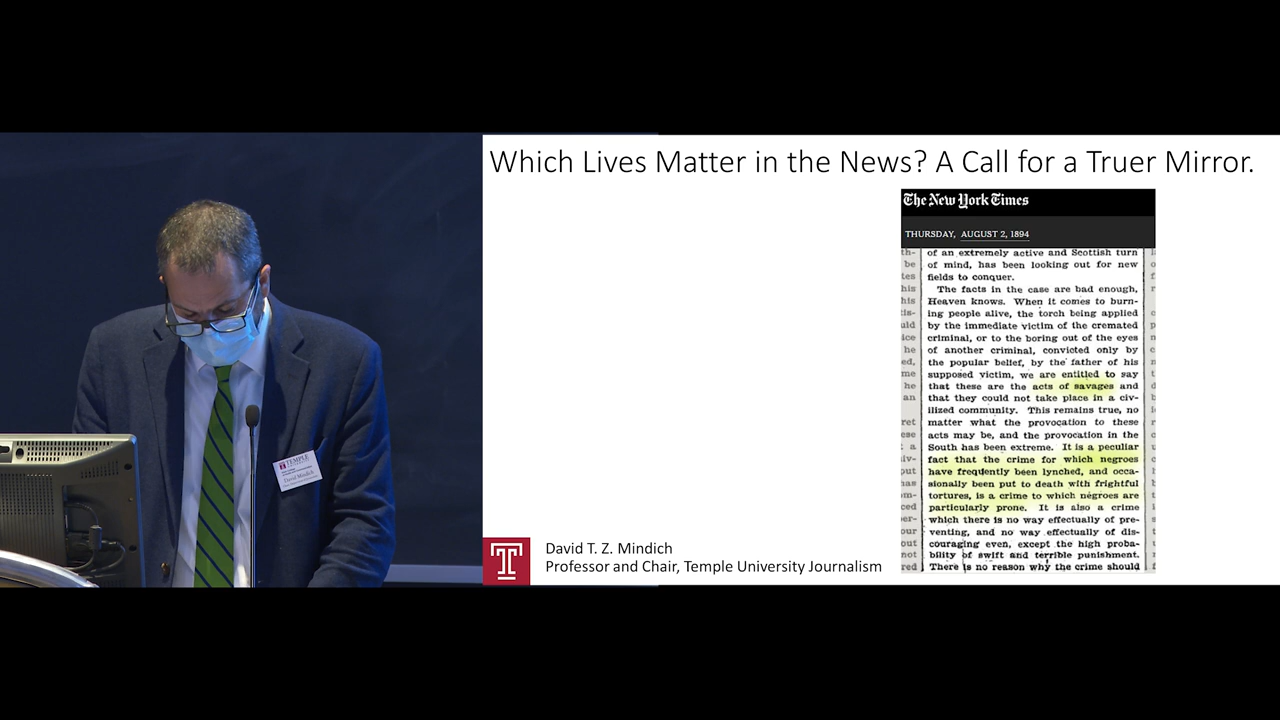 Which Lives Matter in the News? A Call for a Truer Mirror.
The New York Times
THURSDAY, AUGUST 2, 1894
of an extremely active and Scottish turn
of mind, has been looking out for new
fields to conquer.
The facts in the case are bad enough,
Heaven knows. When it comes to burn-
ing people alive, the torch being applied
by the immediate victim of the cremated
criminal, or to the boring out of the eyes
of another criminal, convicted only by
the popular belief, by the father of his
supposed victim, we are entitled to say
that these are the acts of savages and
that they could not take place in a civ-
ilized community. This remains true, no
matter what the provocation to these
acts may be, and the provocation in the
South has been extreme. It is a peculiar
fact that the crime for which negroes
have frequently been lynched, and occa-
sionally been put to death with frightful
tortures, is a crime to which negroes are
particularly prone. It is also a crime
which there is no way effectually of pre-
venting, and no way effectually of dis-
couraging even, except the high proba-
bility of swift and terrible punishment.
There is no reason why the crime should
David T. Z. Mindich
Professor and Chair, Temple University Journalism
TEMPLE
David Mindich